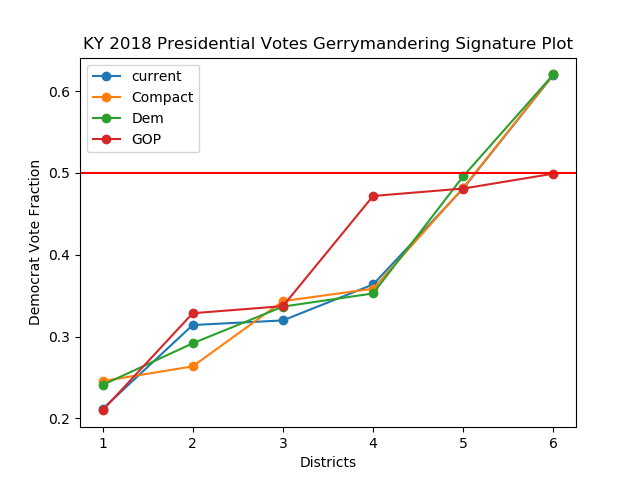 KY 2018 Presidential Votes Gerrymandering Signature Plot
current
Compact
Dem
GOP
0.6
0.5
0.4
0.3
0.2
Democrat Vote Fraction
1 2 3 4 5 6
Districts